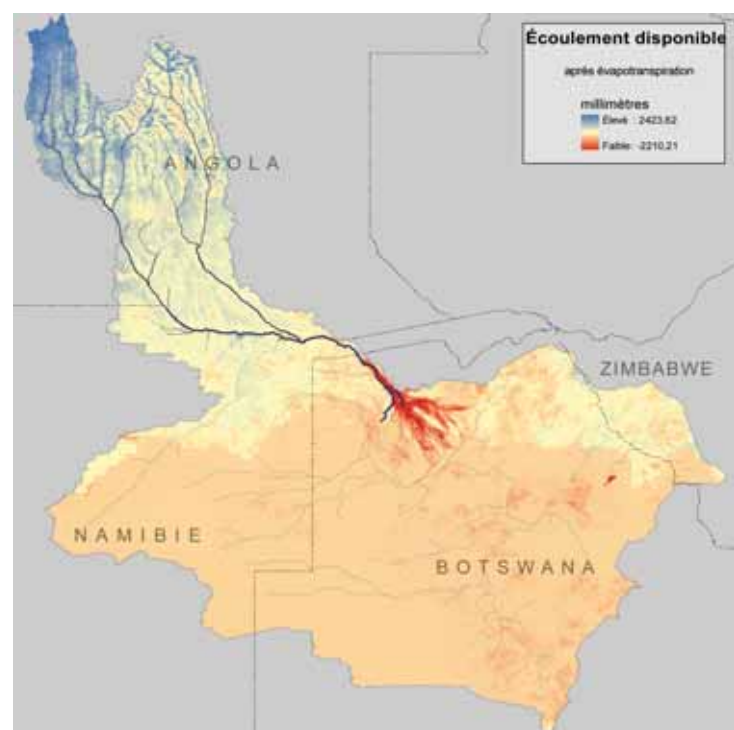 Écoulement disponible
après évapotranspiration
millimètres
Élevé : 2423,62
Faible: -2210,21
ANGOLA
ZIMBABWE
NAMIBIE
BOTSWANA